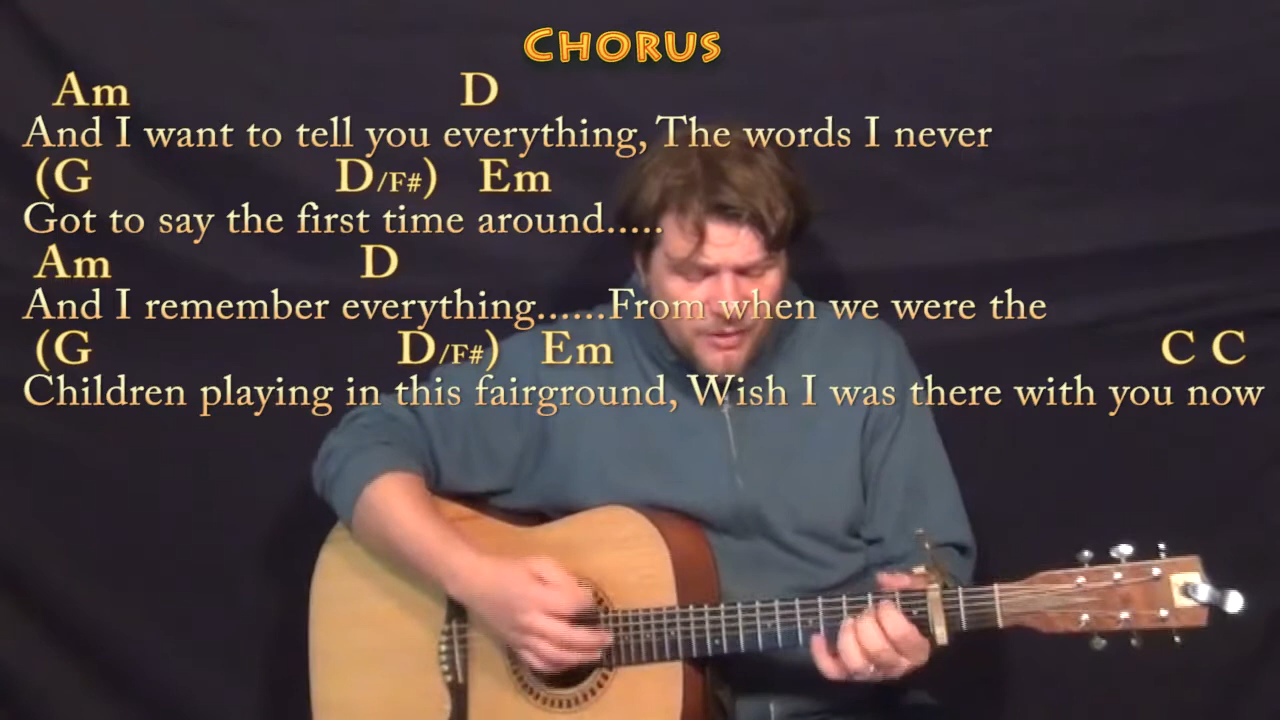 CHORUS
Am D
And I want to tell you everything, The words I never
(G D/F#) Em
Got to say the first time around.....
Am D
And I remember everything......From when we were the
(G D/F#) Em C C
Children playing in this fairground, Wish I was there with you now